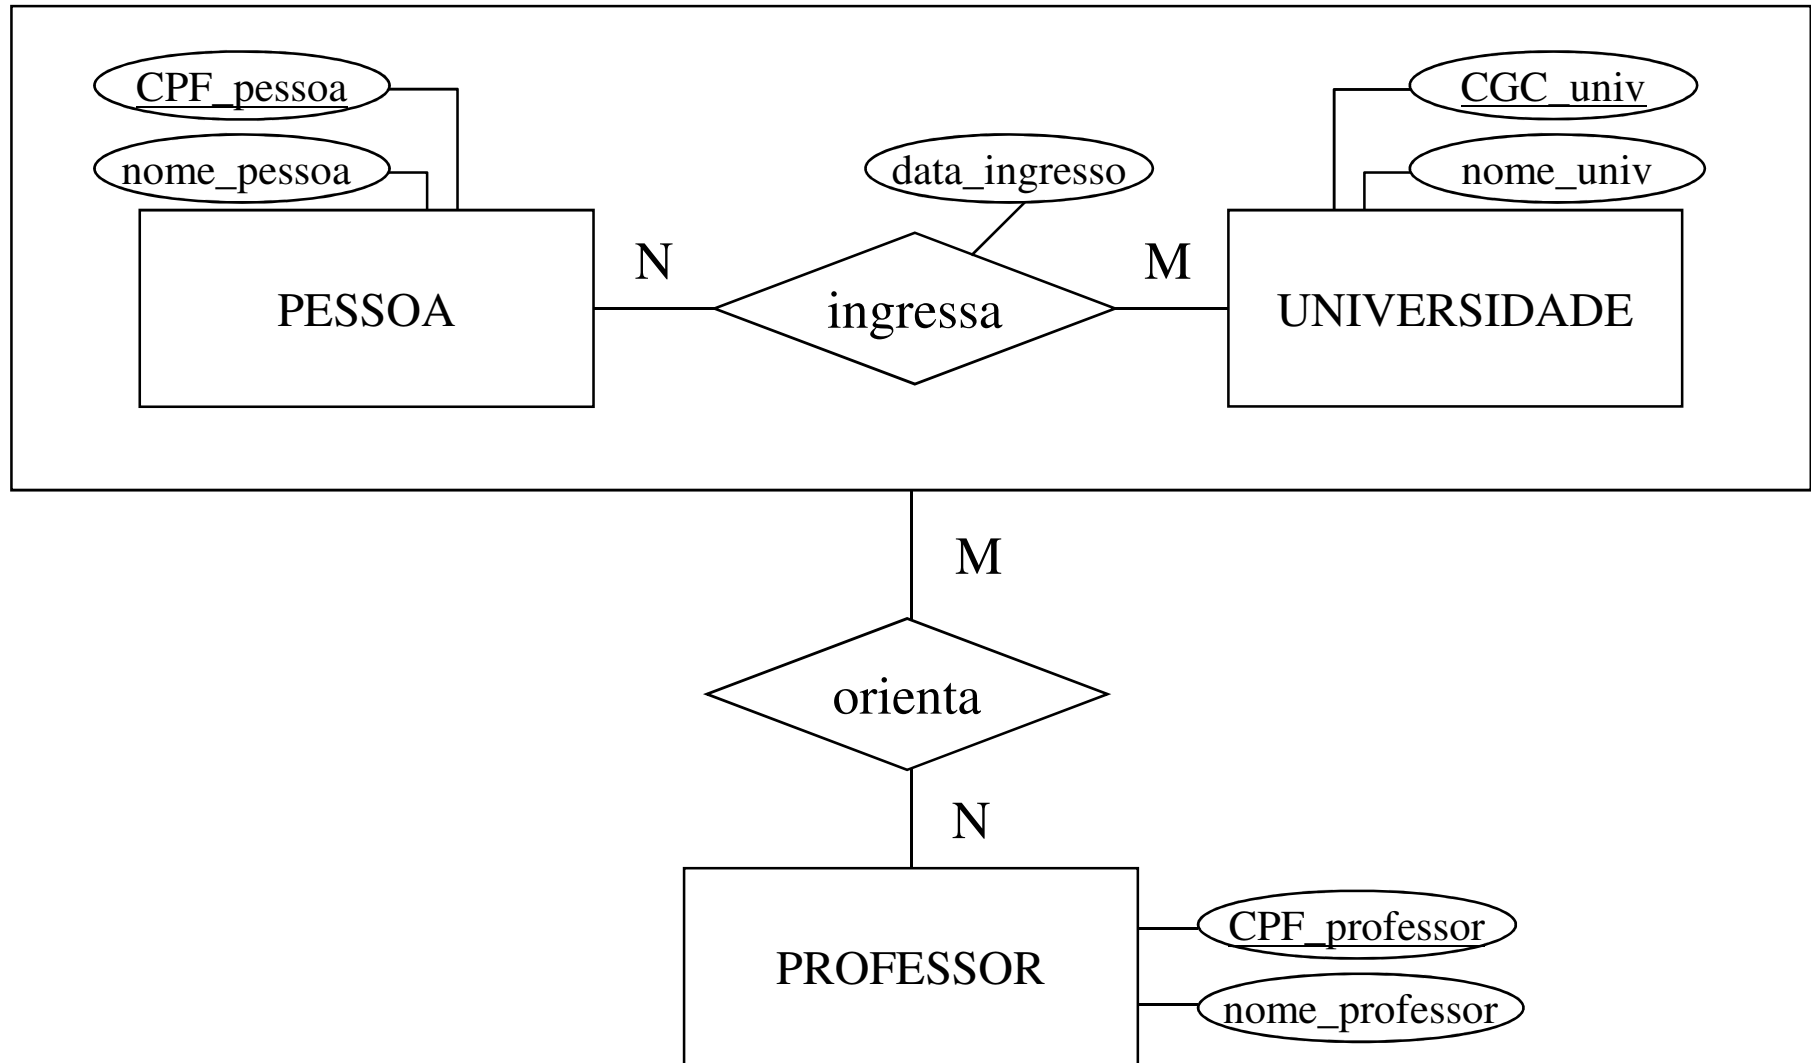 CPF_pessoa
CGC_univ
nome_pessoa
data_ingresso
nome_univ
N
M
PESSOA
ingressa
UNIVERSIDADE
M
orienta
N
CPF_professor
PROFESSOR
nome_professor